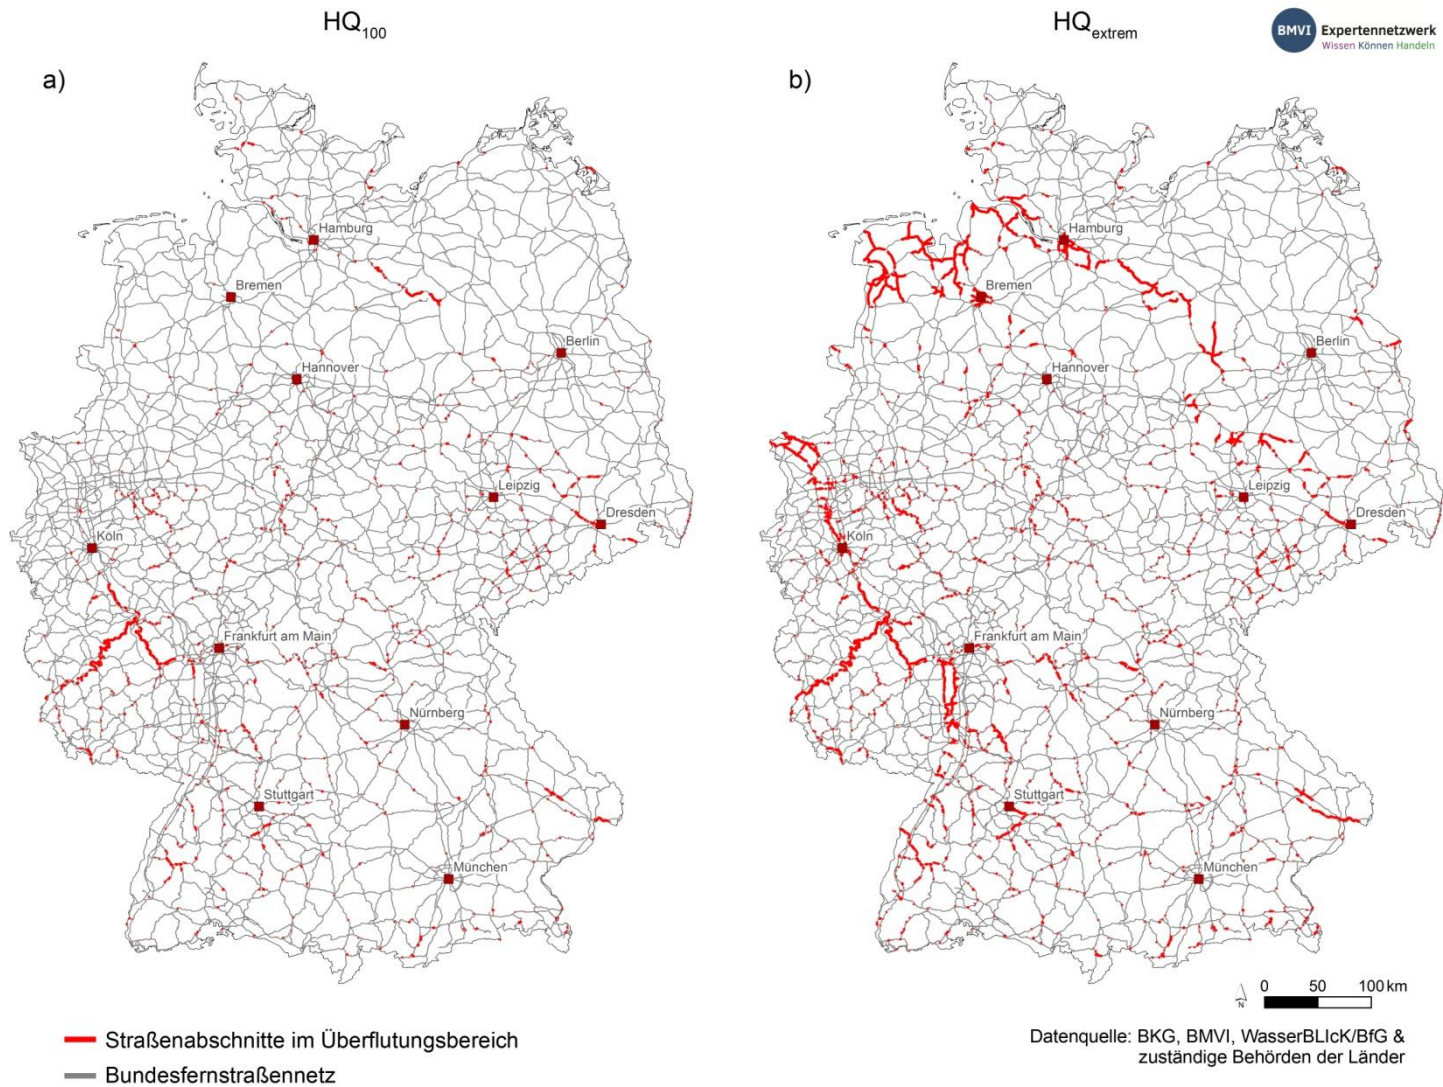 HQ100
HQextrem
BMVI Expertennetzwerk
Wissen Können Handeln
a)
b)
Hamburg
Bremen
Berlin
Hannover
Leipzig
Dresden
Köln
Frankfurt am Main
Nürnberg
Stuttgart
München
Hamburg
Bremen
Berlin
Hannover
Leipzig
Dresden
Köln
Frankfurt am Main
Nürnberg
Stuttgart
München
N
0 50 100 km
Straßenabschnitte im Überflutungsbereich
Bundesfernstraßennetz
Datenquelle: BKG, BMVI, WasserBLIcK/BfG &
zuständige Behörden der Länder